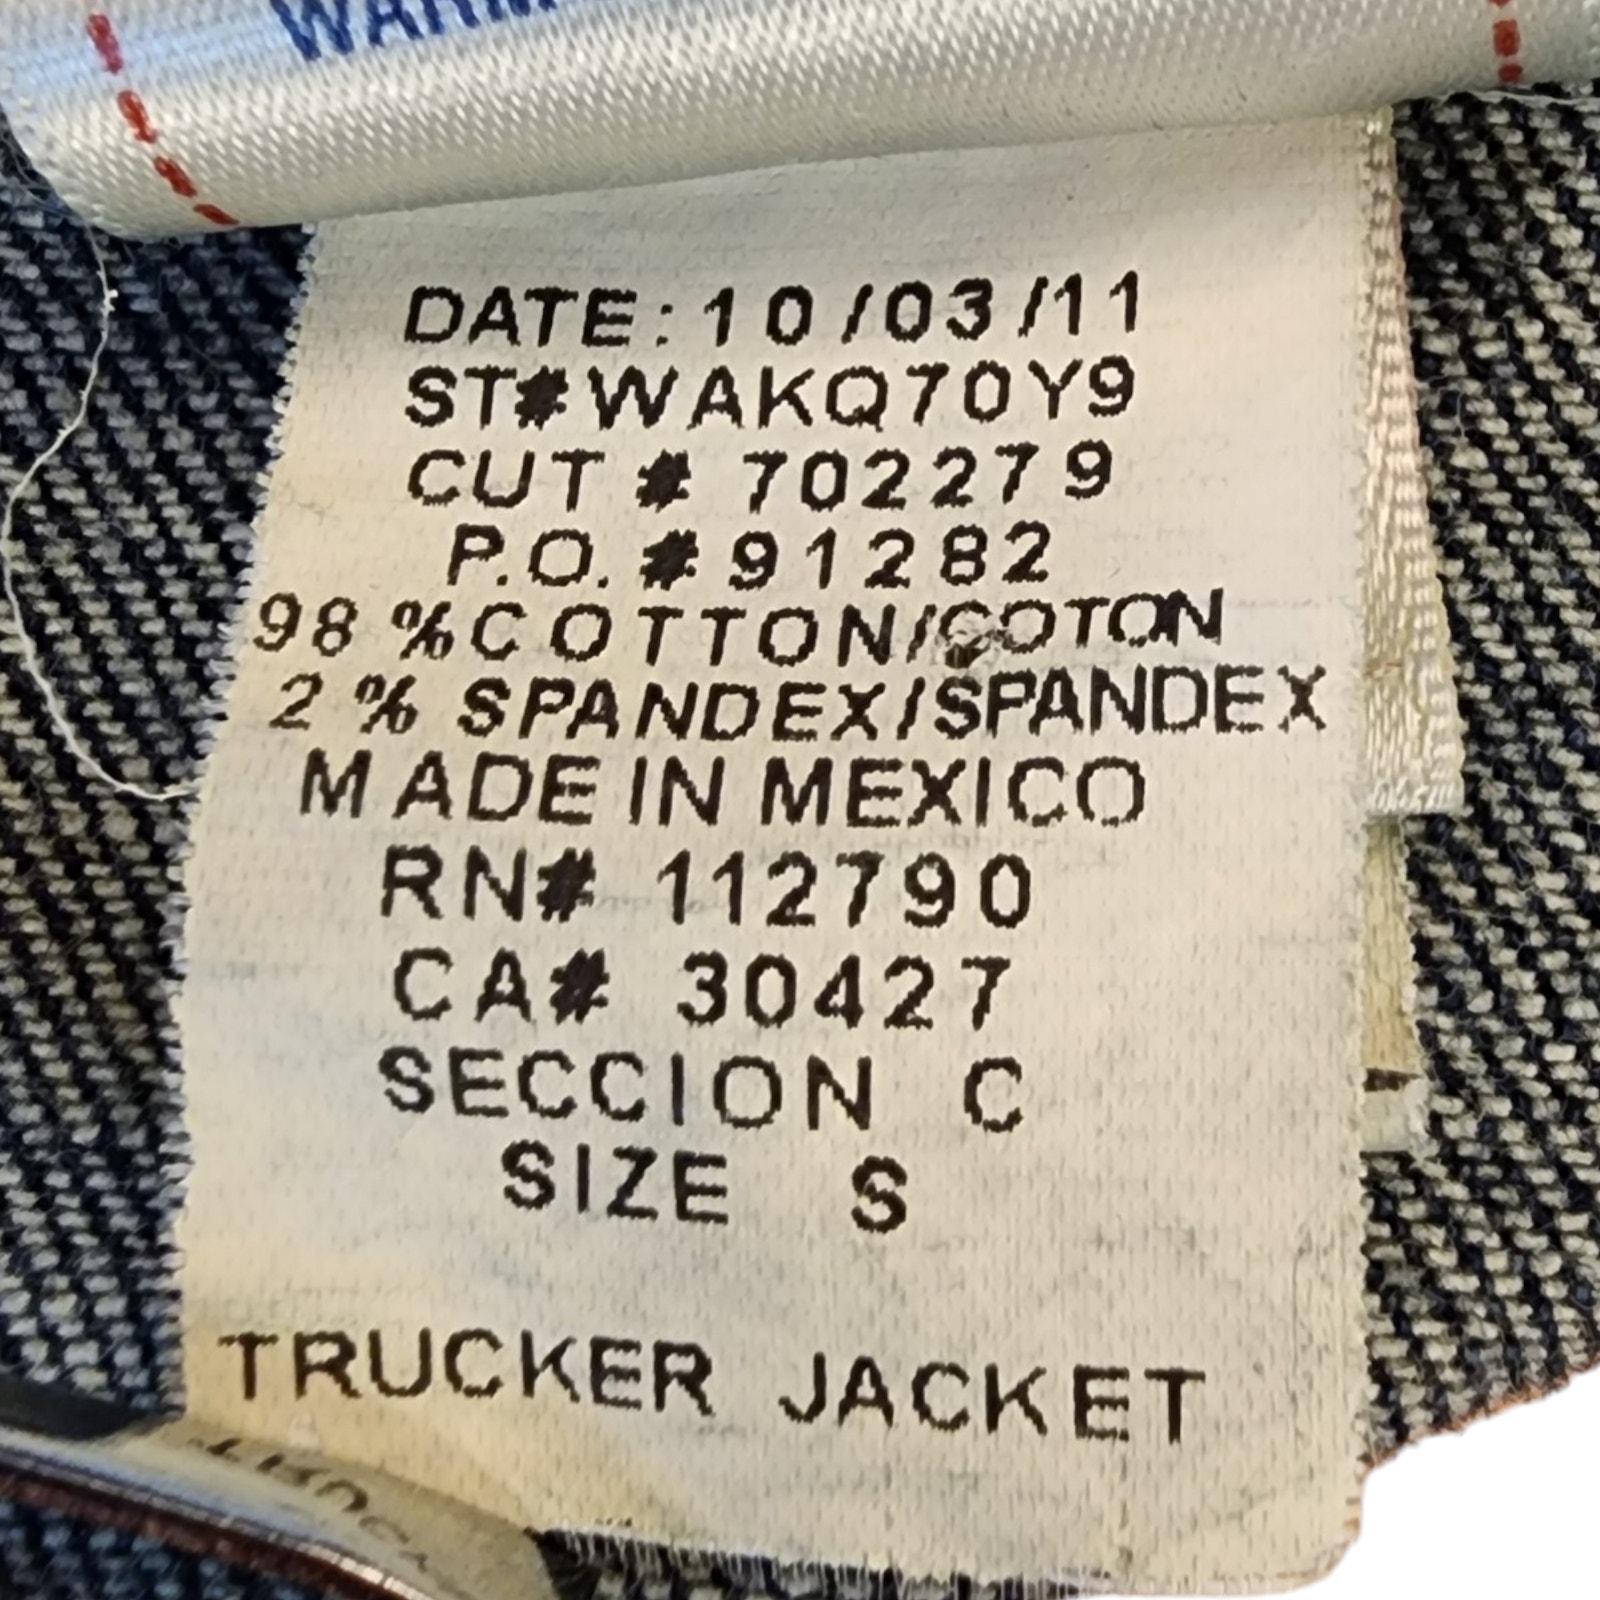 WARM
DATE: 10/03/11
ST#WAKQ70Y9
CUT # 702279
P.O. #91282
98 %COTTON/COTON
2 % SPANDEX/SPANDEX
MADE IN MEXICO
RN# 112790
CA# 30427
SECCION C
SIZE S
TRUCKER JACKET